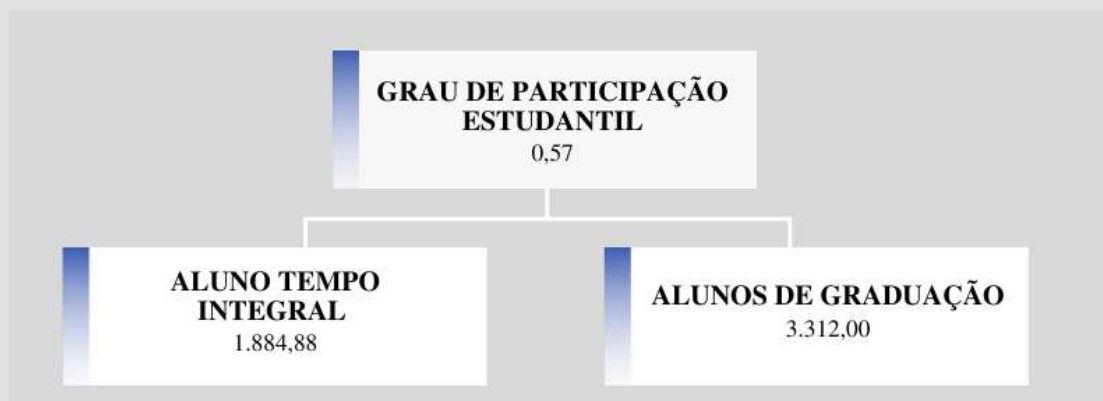 GRAU DE PARTICIPAÇÃO
ESTUDANTIL
0,57
ALUNO TEMPO
INTEGRAL
1.884,88
ALUNOS DE GRADUAÇÃO
3.312,00